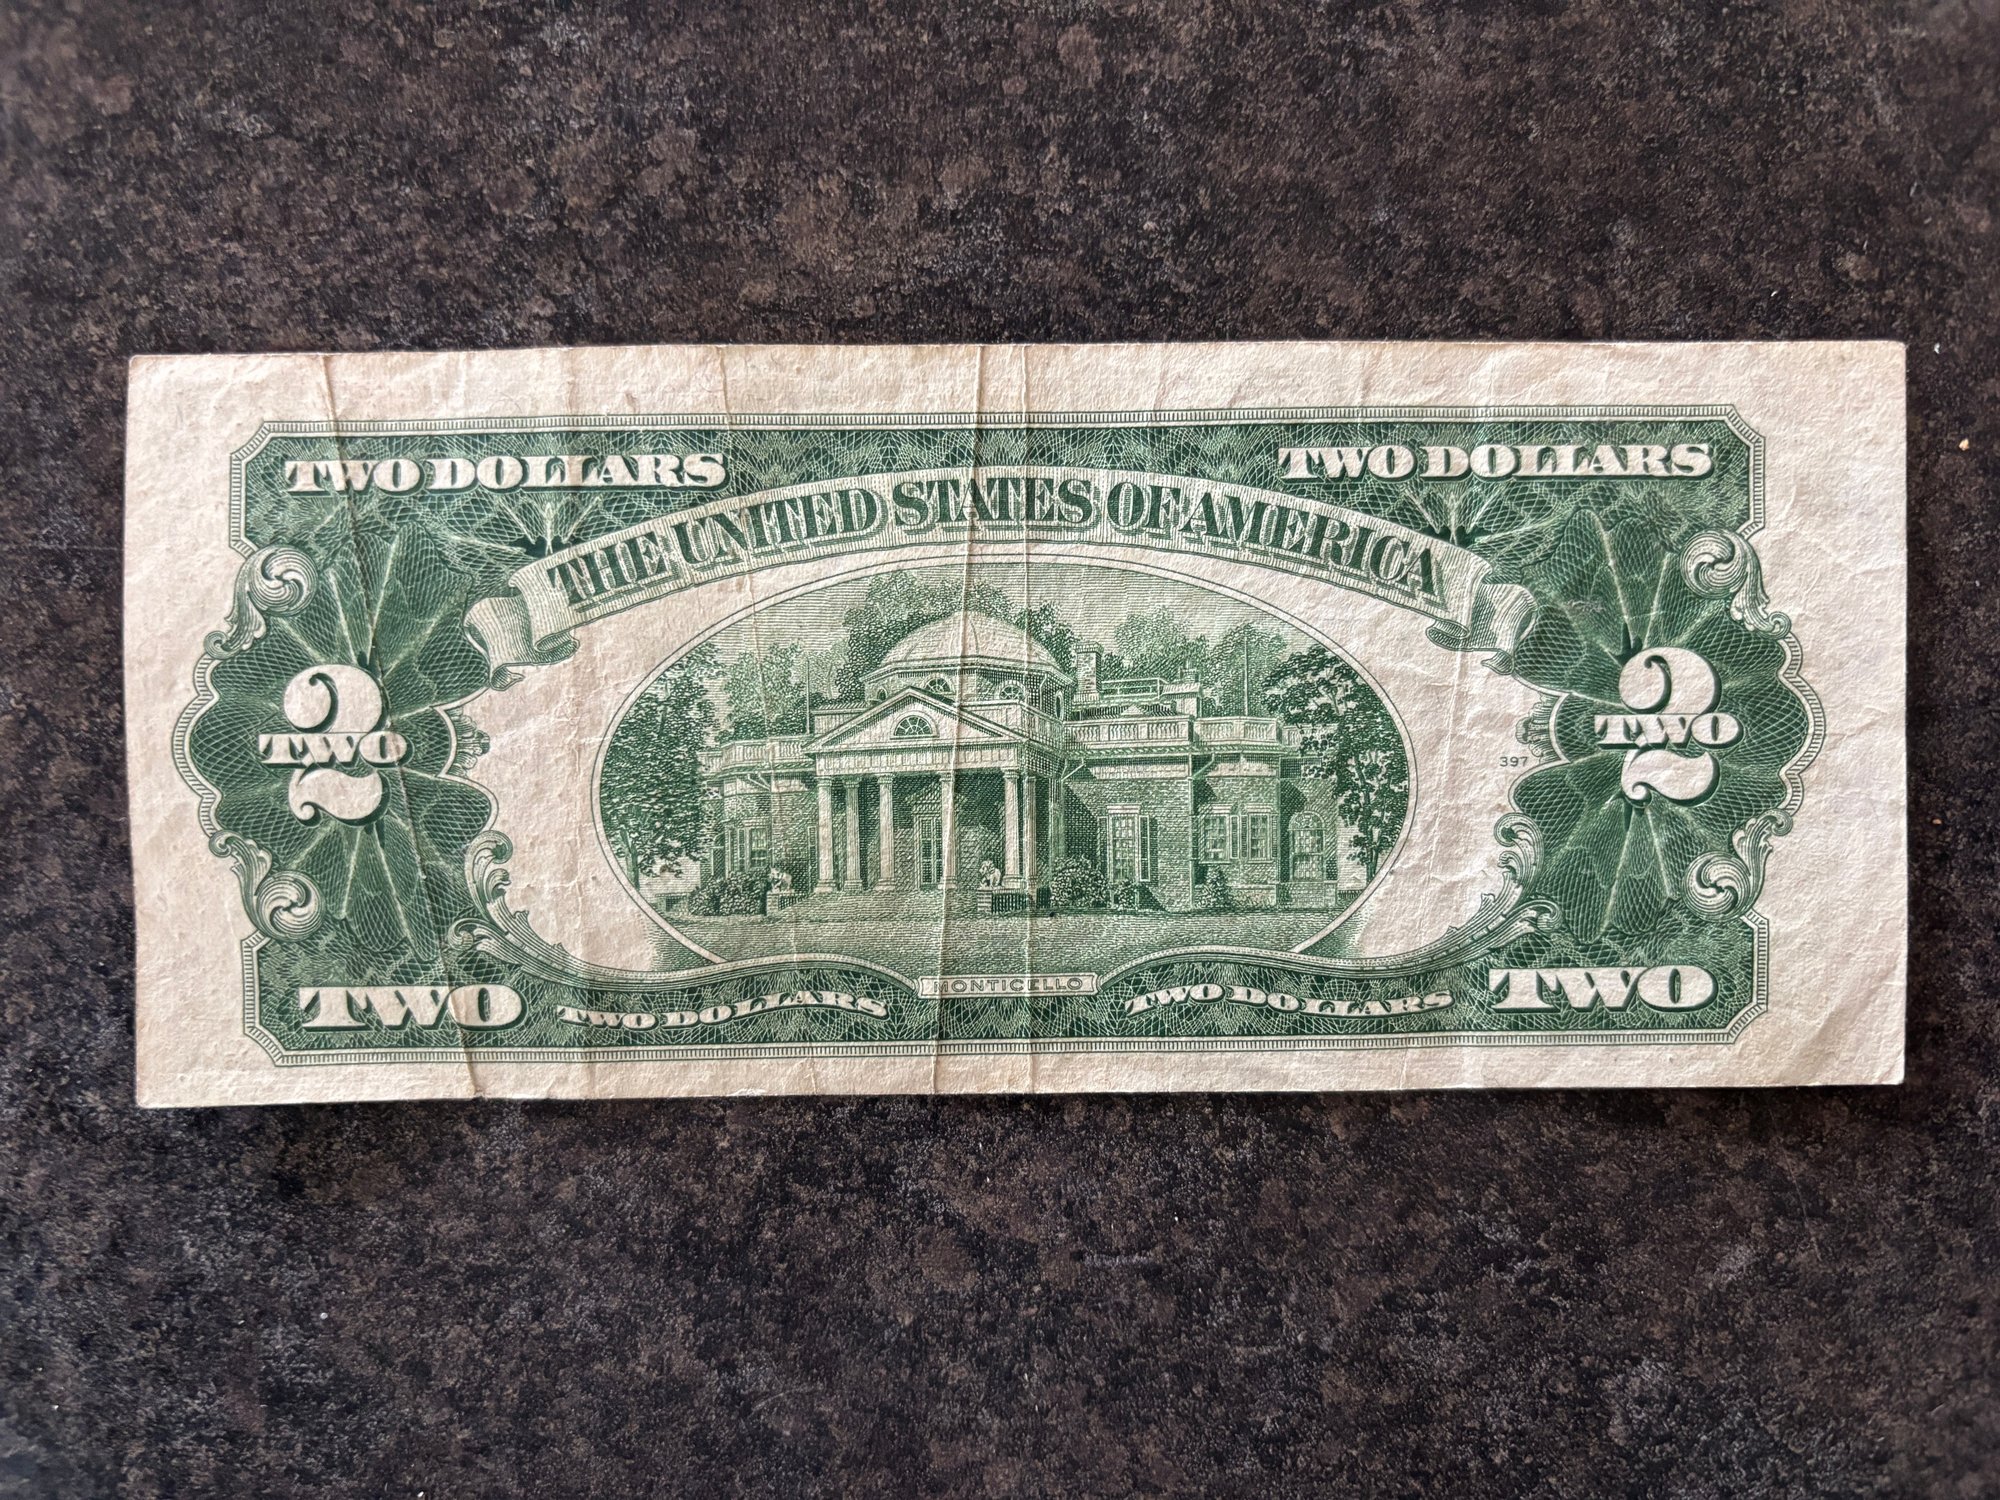 TWO DOLLARS
TWO DOLLARS
THE UNITED STATES OF AMERICA
2
TWO
2
TWO
397
MONTICELLO
TWO
TWO DOLLARS
TWO DOLLARS
TWO